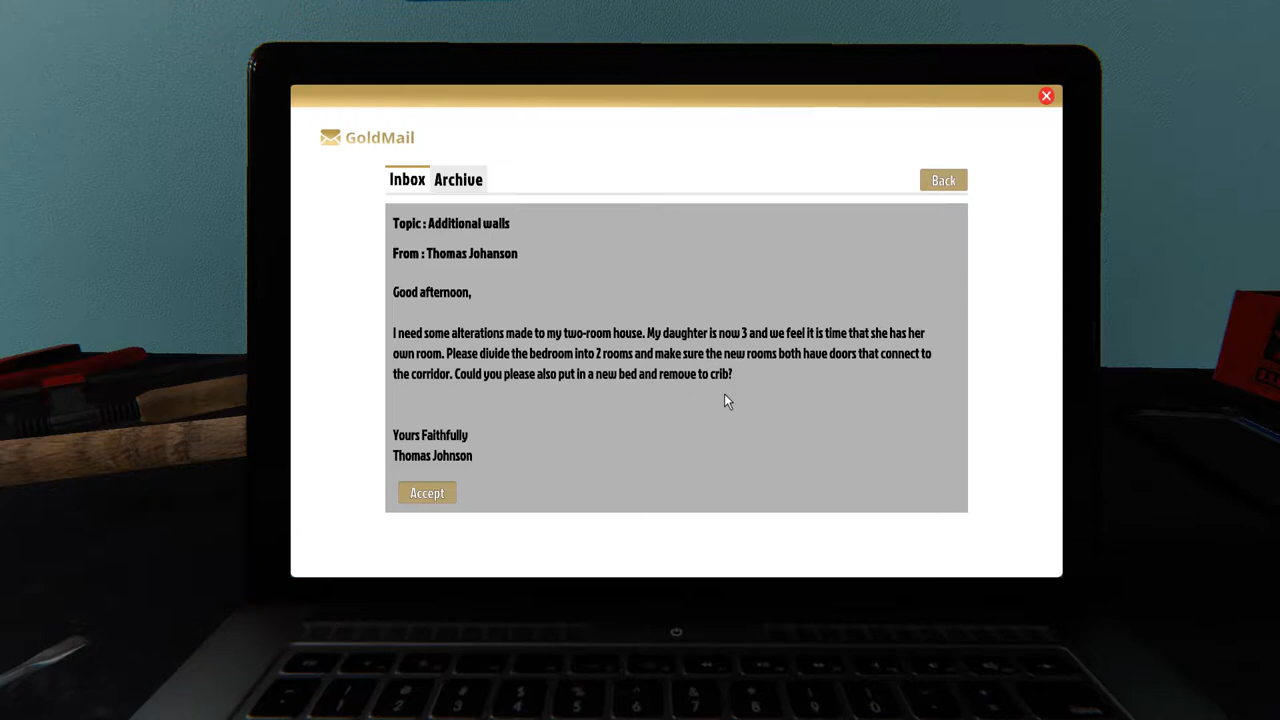 GoldMail
Inbox Archive Back
Topic : Additional walls
From : Thomas Johanson
Good afternoon,
I need some alterations made to my two-room house. My daughter is now 3 and we feel it is time that she has her
own room. Please divide the bedroom into 2 rooms and make sure the new rooms both have doors that connect to
the corridor. Could you please also put in a new bed and remove to crib?
Yours Faithfully
Thomas Johnson
Accept